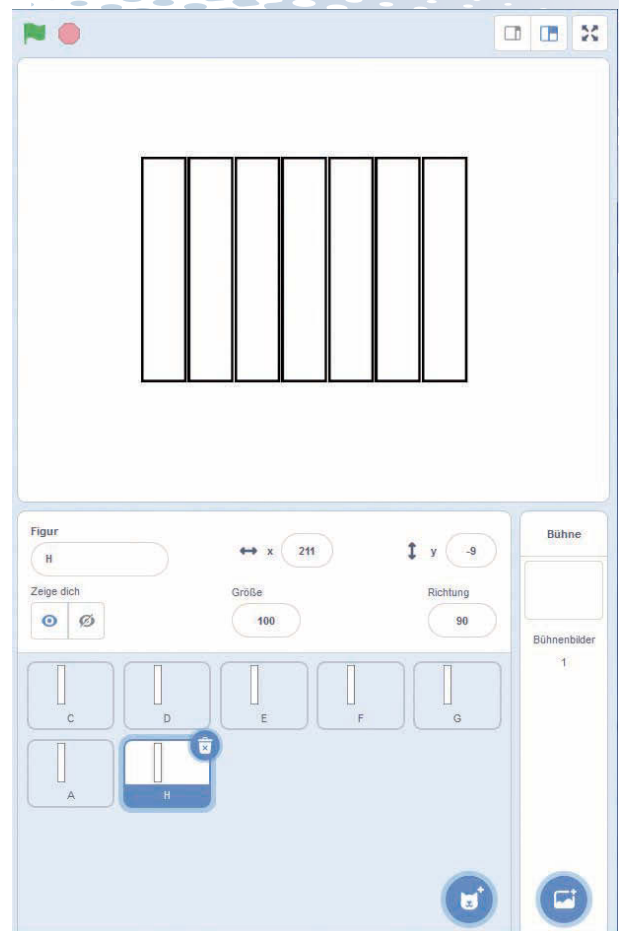 Figur
H
x 211
y -9
Bühne
Zeige dich
Größe
100
Richtung
90
Bühnenbilder
1
C D E F G
A H